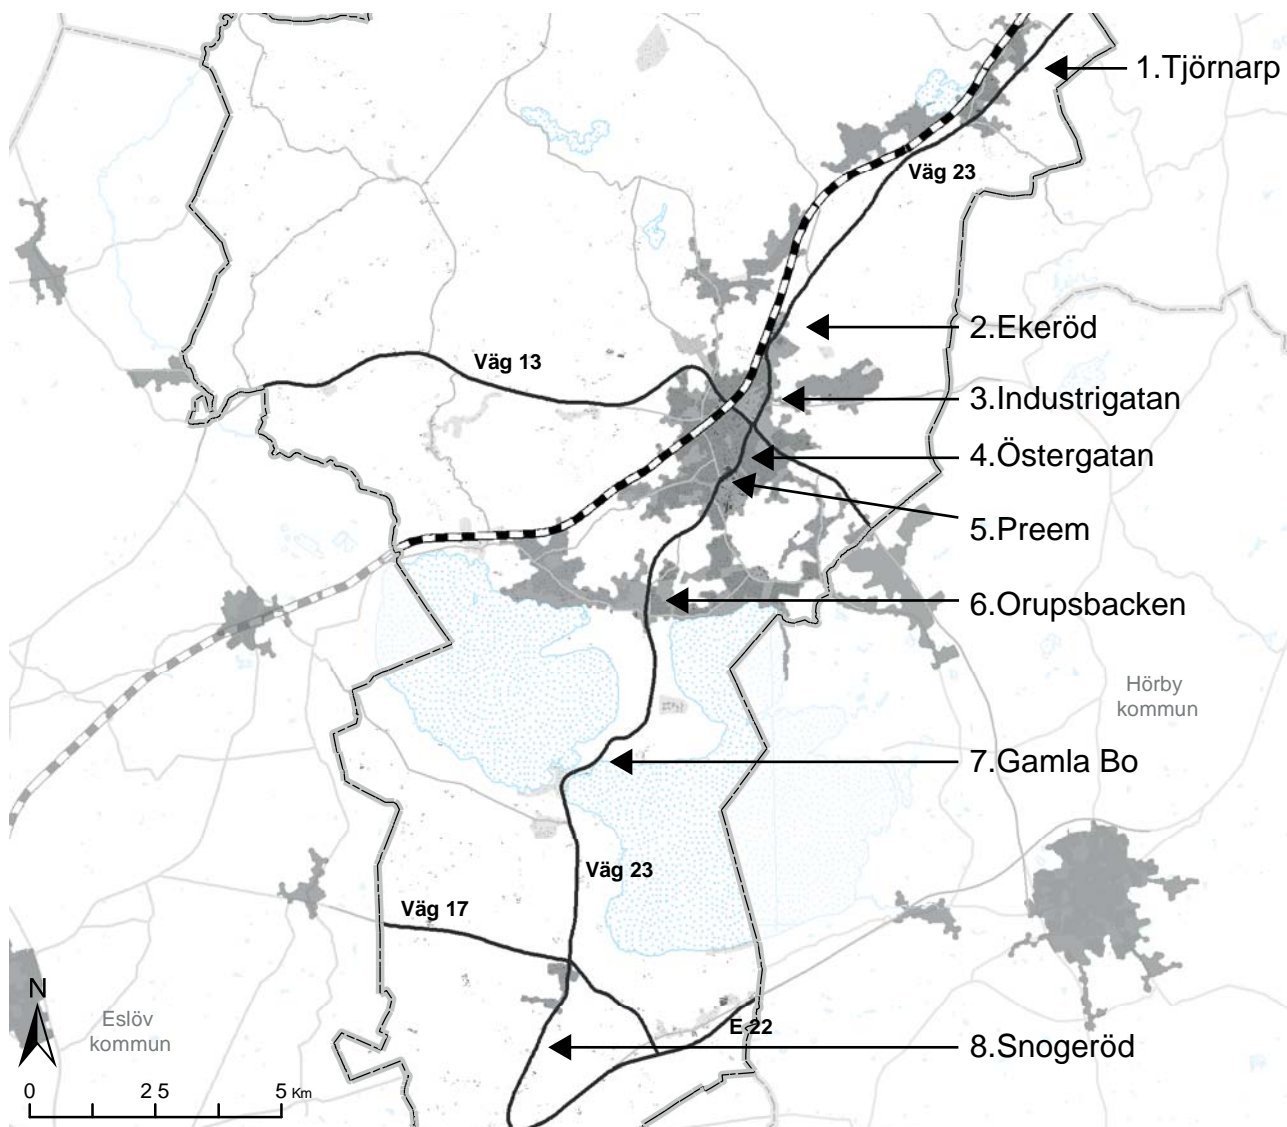 1.Tjörnarp
Väg 23
2.Ekeröd
Väg 13
3.Industrigatan
4.Östergatan
5.Preem
6.Orupsbacken
Hörby
kommun
7.Gamla Bo
Väg 23
Väg 17
N
Eslöv
kommun
E 22
8.Snogeröd
0 2 5 5 Km